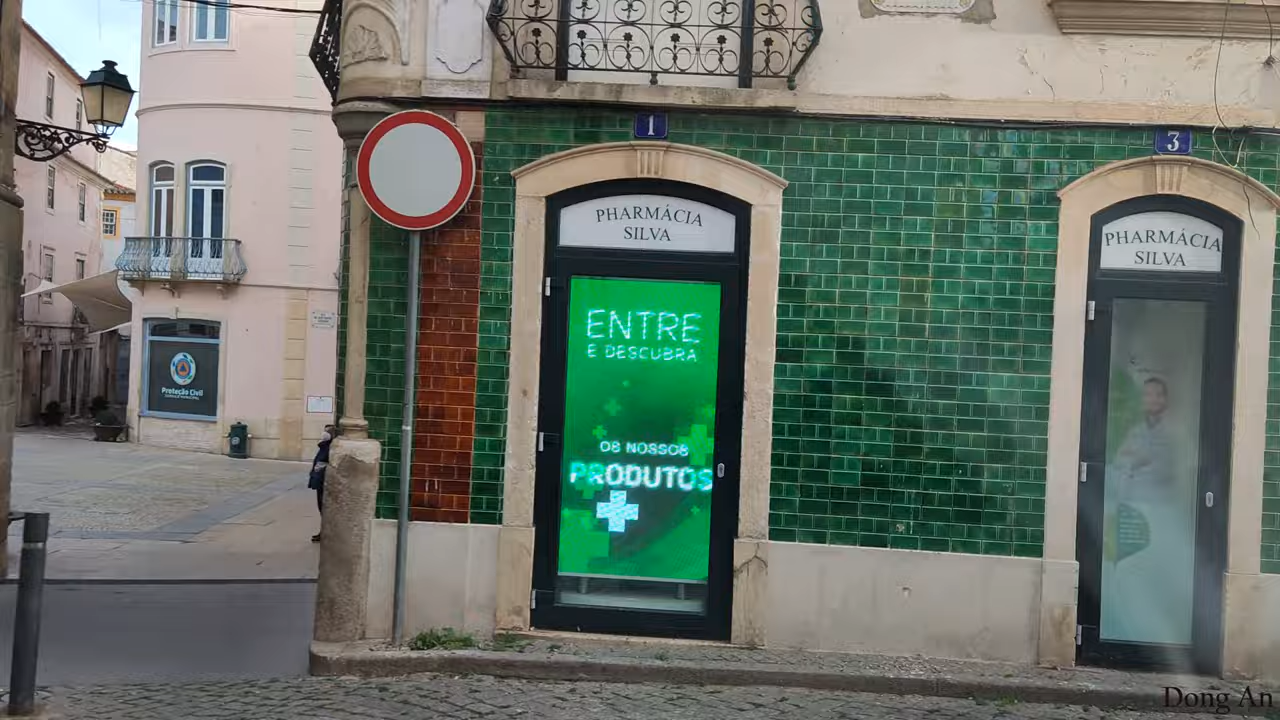 1
3
PHARMÁCIA
SILVA
PHARMÁCIA
SILVA
ENTRE
E DESCUBRA
OS NOSSOS
PRODUTOS
Proteção Civil
Dong An